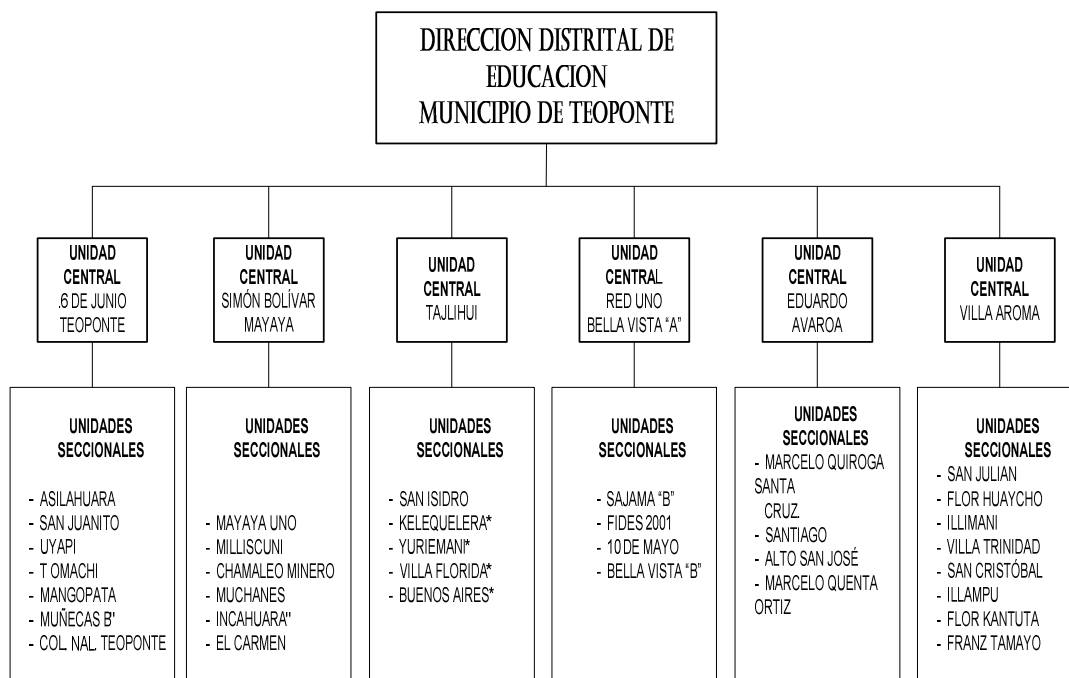 DIRECCION DISTRITAL DE
EDUCACION
MUNICIPIO DE TEOPONTE
UNIDAD
CENTRAL
.6 DE JUNIO
TEOPONTE
UNIDAD
CENTRAL
SIMÓN BOLÍVAR
MAYAYA
UNIDAD
CENTRAL
TAJLIHUI
UNIDAD
CENTRAL
RED UNO
BELLA VISTA “A”
UNIDAD
CENTRAL
EDUARDO
AVAROA
UNIDAD
CENTRAL
VILLA AROMA
UNIDADES
SECCIONALES
- ASILAHUARA
- SAN JUANITO
- UYAPI
- T OMACHI
- MANGOPATA
- MUÑECAS B"
- COL. NAL. TEOPONTE
UNIDADES
SECCIONALES
- MAYAYA UNO
- MILLISCUNI
- CHAMALEO MINERO
- MUCHANES
- INCAHUARA"
- EL CARMEN
UNIDADES
SECCIONALES
- SAN ISIDRO
- KELEQUELERA*
- YURIEMANI*
- VILLA FLORIDA*
- BUENOS AIRES*
UNIDADES
SECCIONALES
- SAJAMA “B”
- FIDES 2001
- 10 DE MAYO
- BELLA VISTA “B”
UNIDADES
SECCIONALES
- MARCELO QUIROGA
SANTA
CRUZ.
- SANTIAGO
- ALTO SAN JOSÉ
- MARCELO QUENTA
ORTIZ
UNIDADES
SECCIONALES
- SAN JULIAN
- FLOR HUAYCHO
- ILLIMANI
- VILLA TRINIDAD
- SAN CRISTÓBAL
- ILLAMPU
- FLOR KANTUTA
- FRANZ TAMAYO